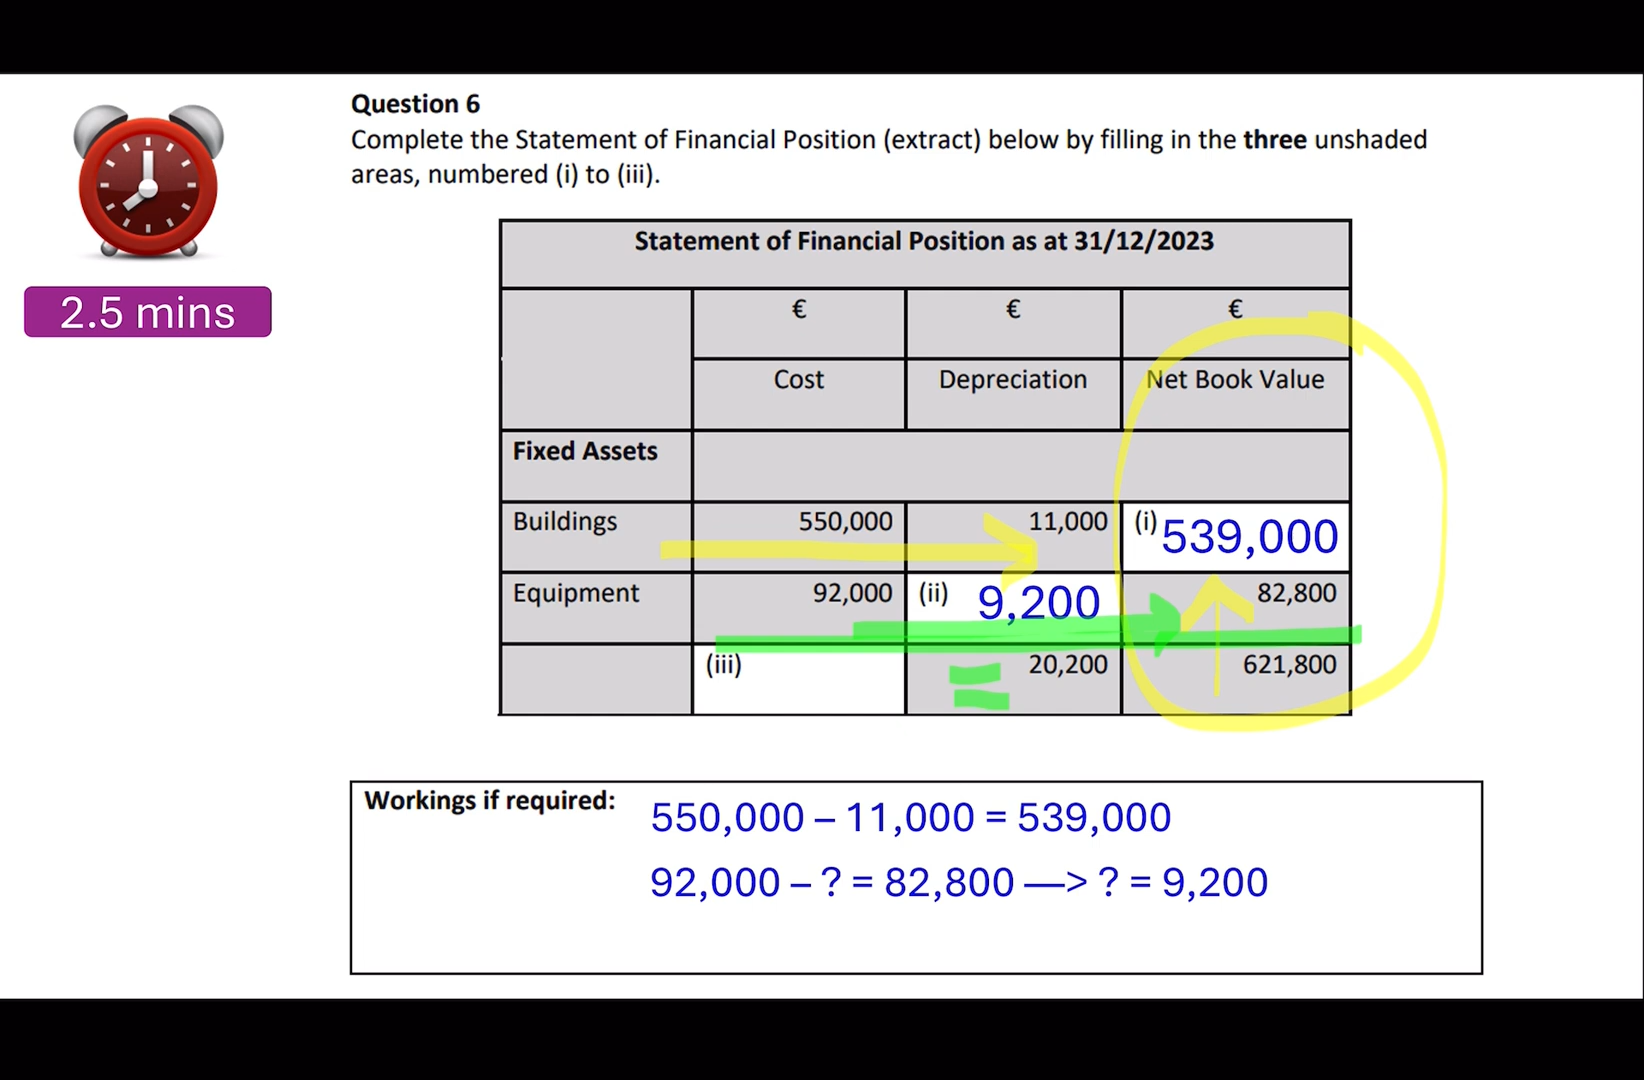 2.5 mins
Question 6
Complete the Statement of Financial Position (extract) below by filling in the three unshaded
areas, numbered (i) to (iii).
Statement of Financial Position as at 31/12/2023
€ € €
Cost Depreciation Net Book Value
Fixed Assets
Buildings 550,000 11,000 (i) 539,000
Equipment 92,000 (ii) 9,200 82,800
(iii) 20,200 621,800
=
Workings if required: 550,000 – 11,000 = 539,000
92,000 – ? = 82,800 —> ? = 9,200